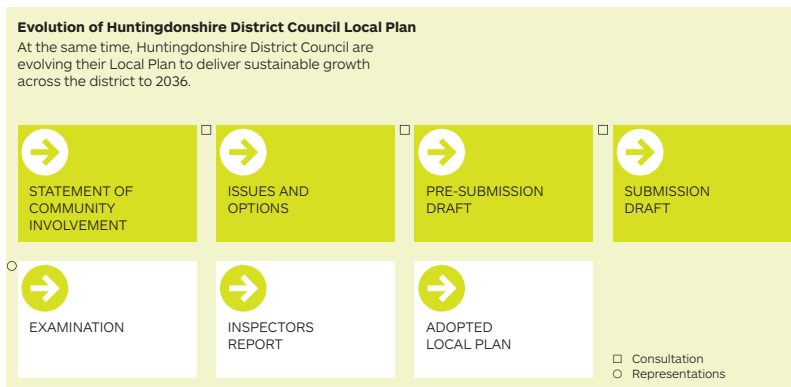 Evolution of Huntingdonshire District Council Local Plan
At the same time, Huntingdonshire District Council are
evolving their Local Plan to deliver sustainable growth
across the district to 2036.
STATEMENT OF
COMMUNITY
INVOLVEMENT
ISSUES AND
OPTIONS
PRE-SUBMISSION
DRAFT
SUBMISSION
DRAFT
EXAMINATION
INSPECTORS
REPORT
ADOPTED
LOCAL PLAN
Consultation
Representations